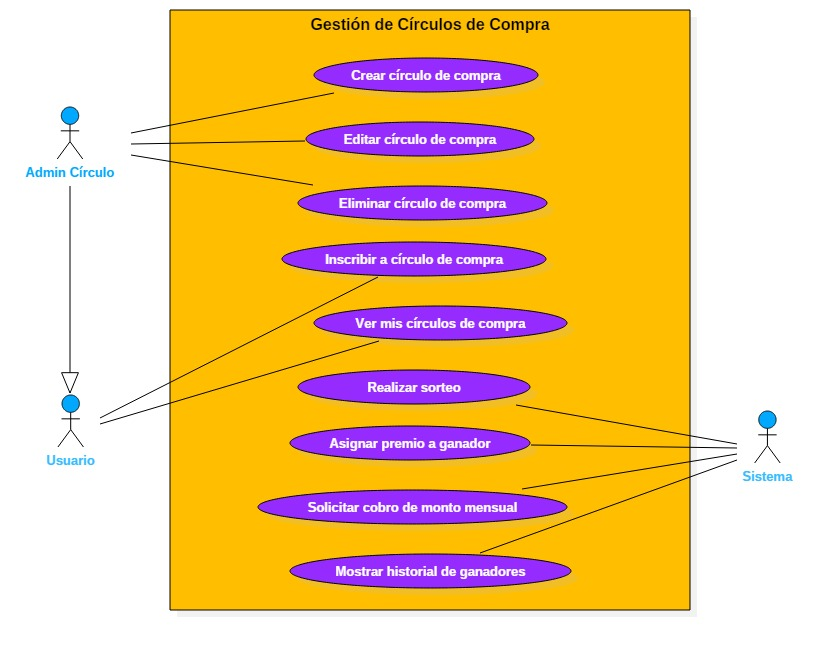 Gestión de Círculos de Compra
Crear círculo de compra
Editar círculo de compra
Admin Círculo
Eliminar círculo de compra
Inscribir a círculo de compra
Ver mis círculos de compra
Realizar sorteo
Asignar premio a ganador
Usuario
Sistema
Solicitar cobro de monto mensual
Mostrar historial de ganadores